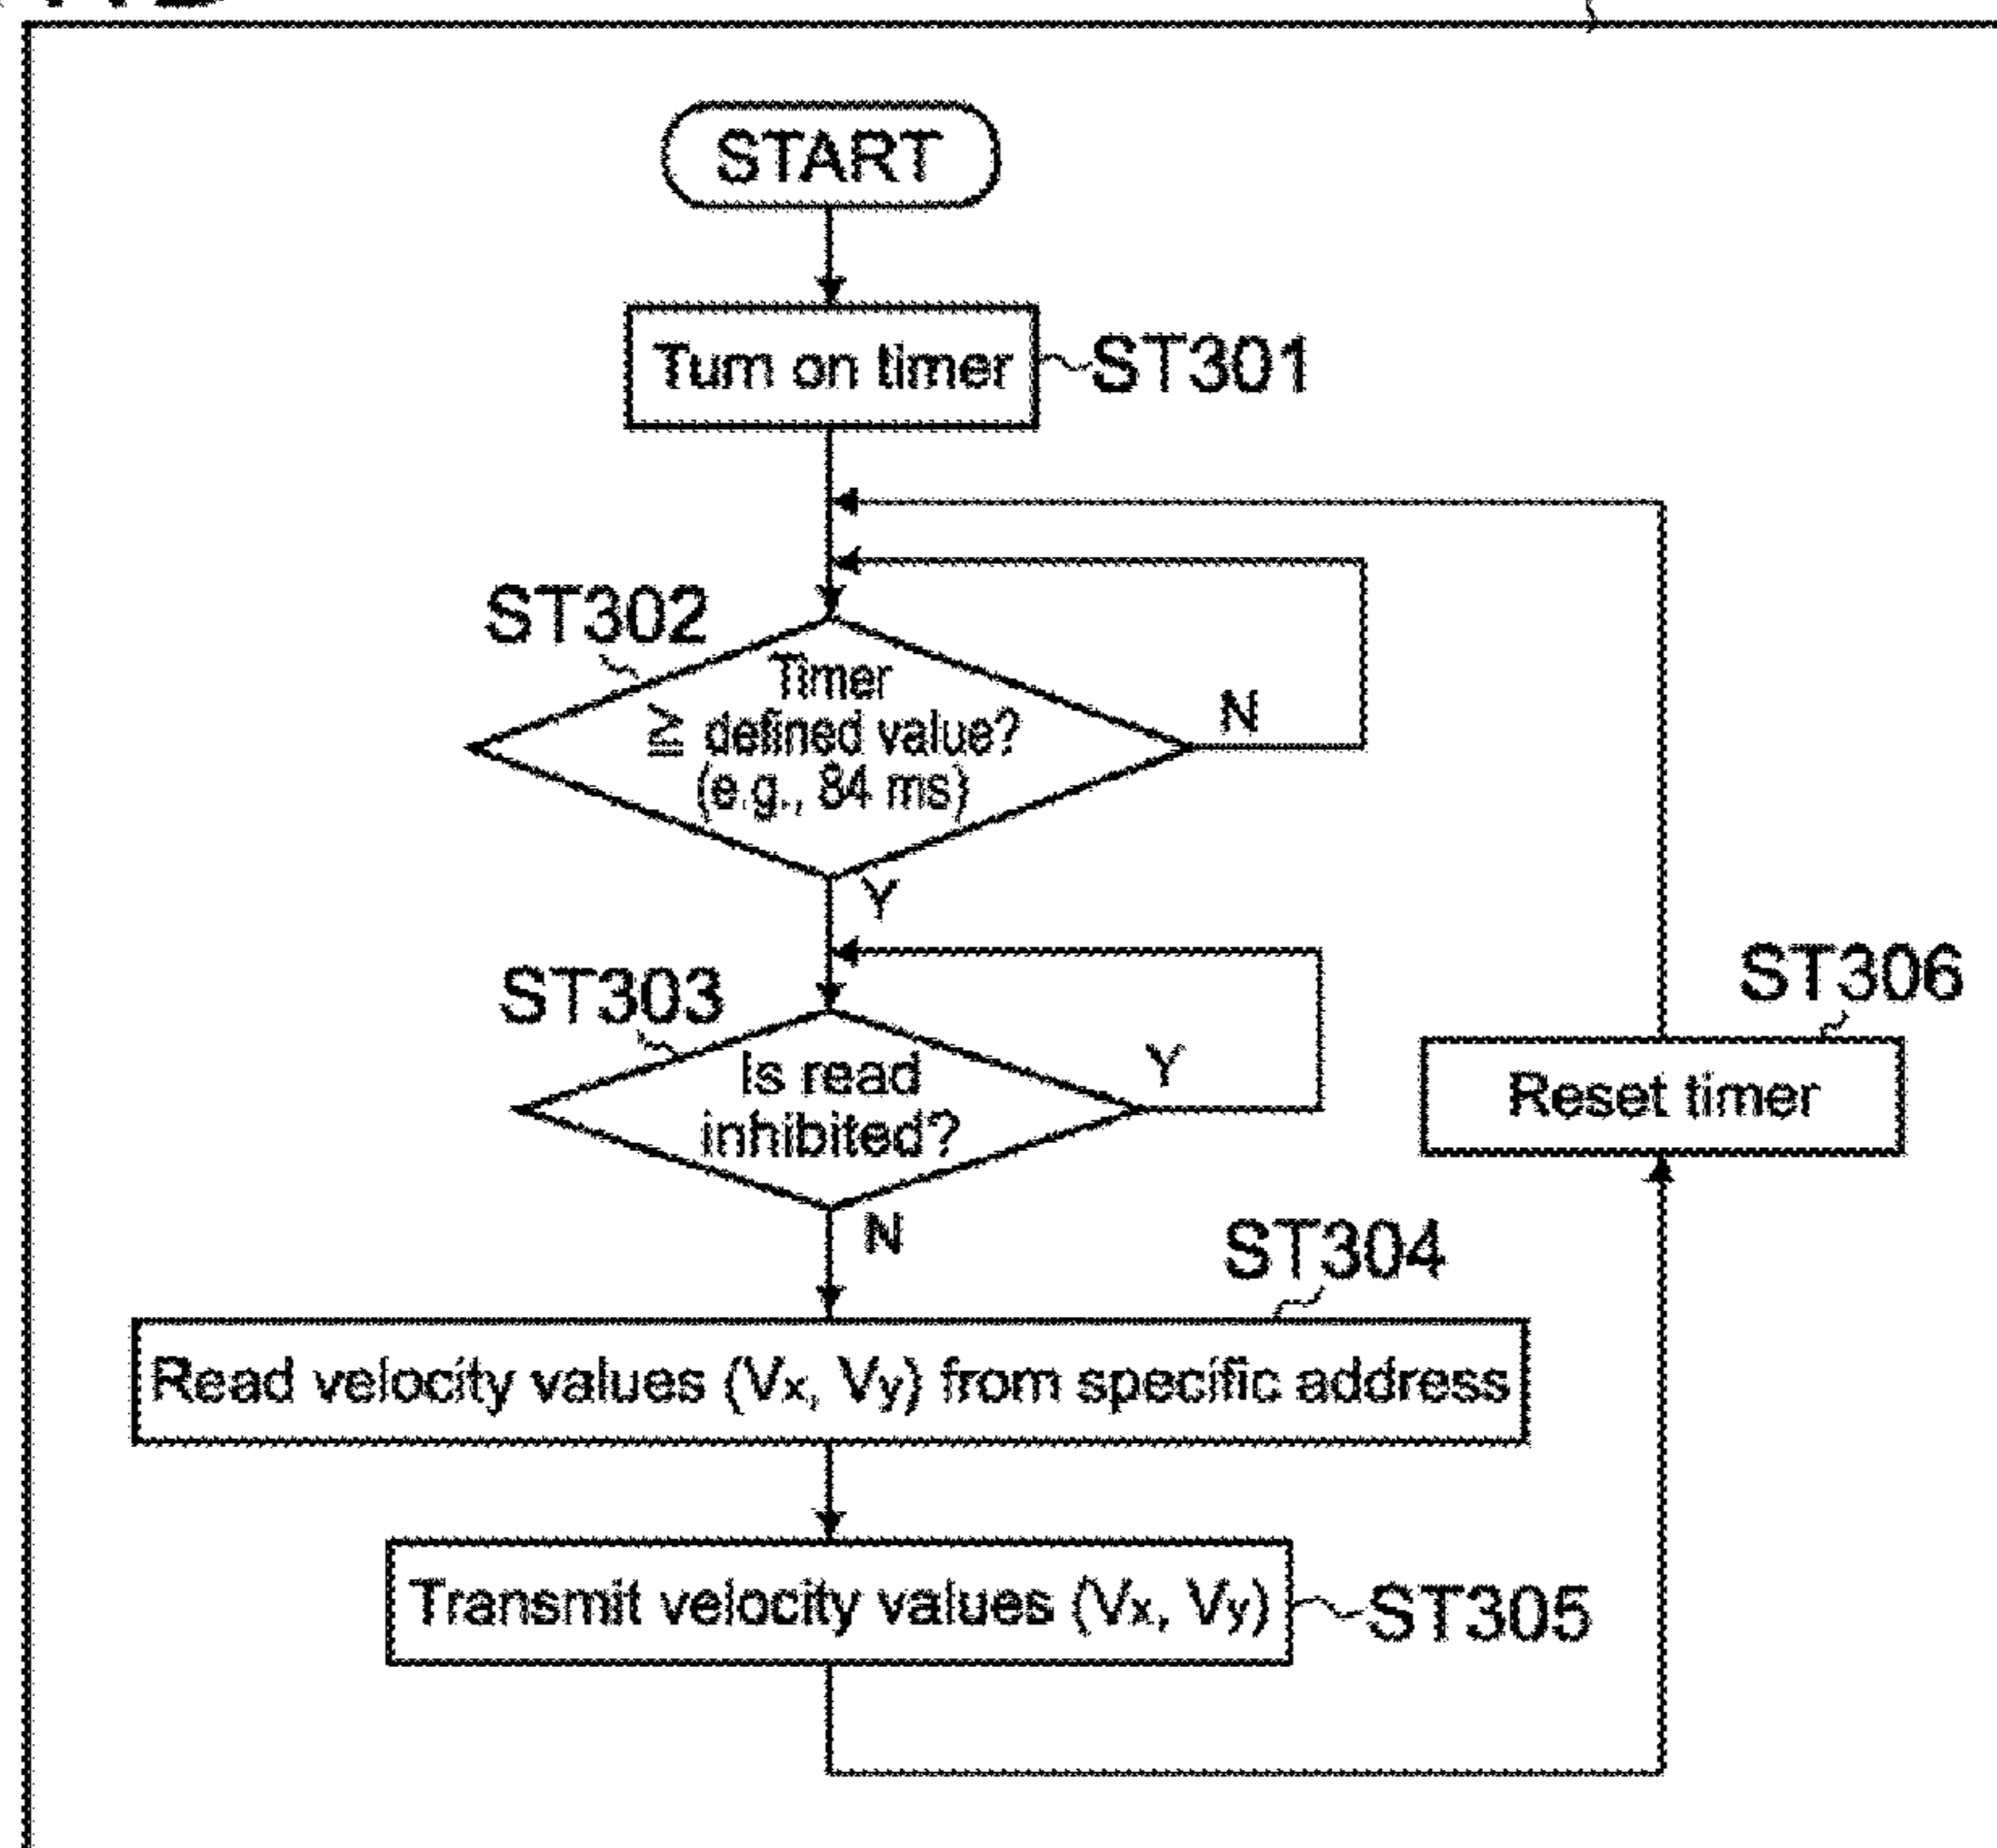 START
Turn on timer
ST301
ST302
Timer
≧ defined value?
(e.g., 84 ms)
N
Y
ST303
Is read
inhibited?
Y
N
ST306
Reset timer
ST304
Read velocity values (Vx, Vy) from specific address
Transmit velocity values (Vx, Vy)
ST305